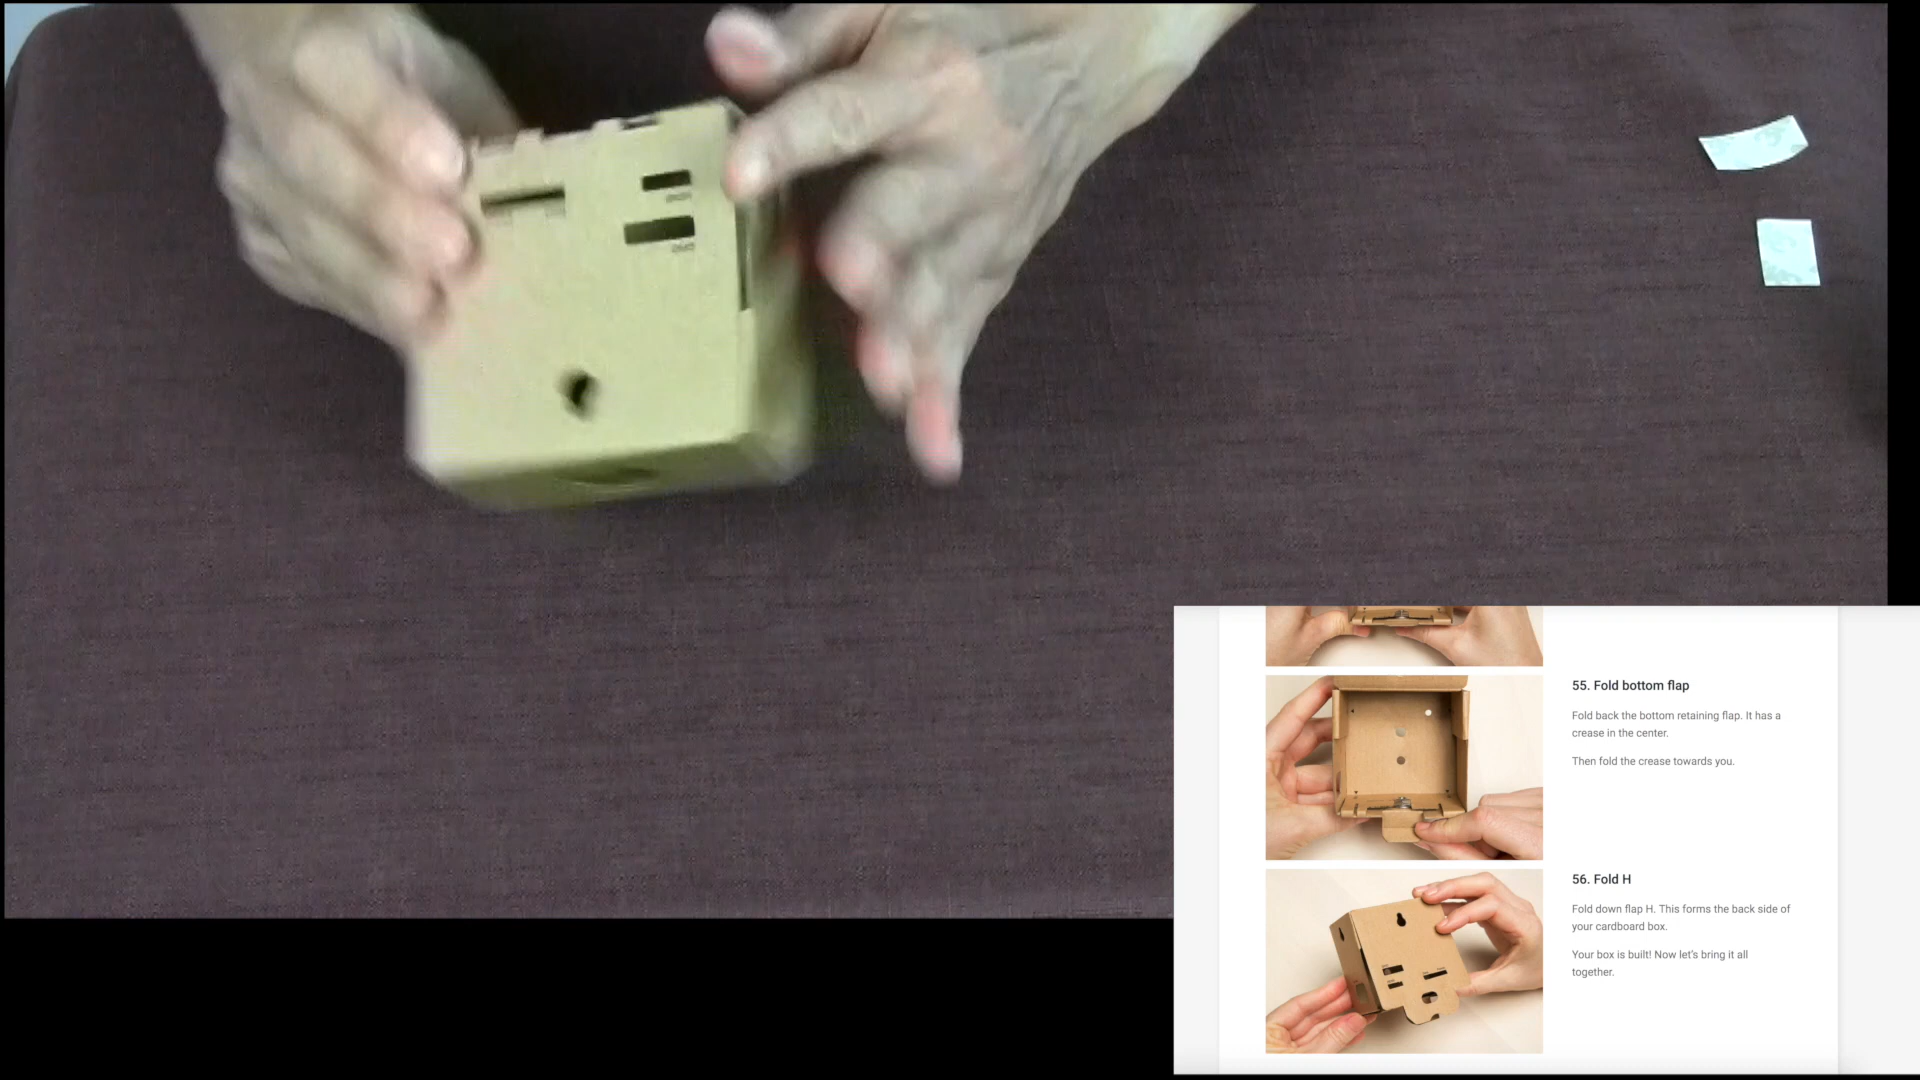 55. Fold bottom flap
Fold back the bottom retaining flap. It has a
crease in the center.
Then fold the crease towards you.
56. Fold H
Fold down flap H. This forms the back side of
your cardboard box.
Your box is built! Now let's bring it all
together.